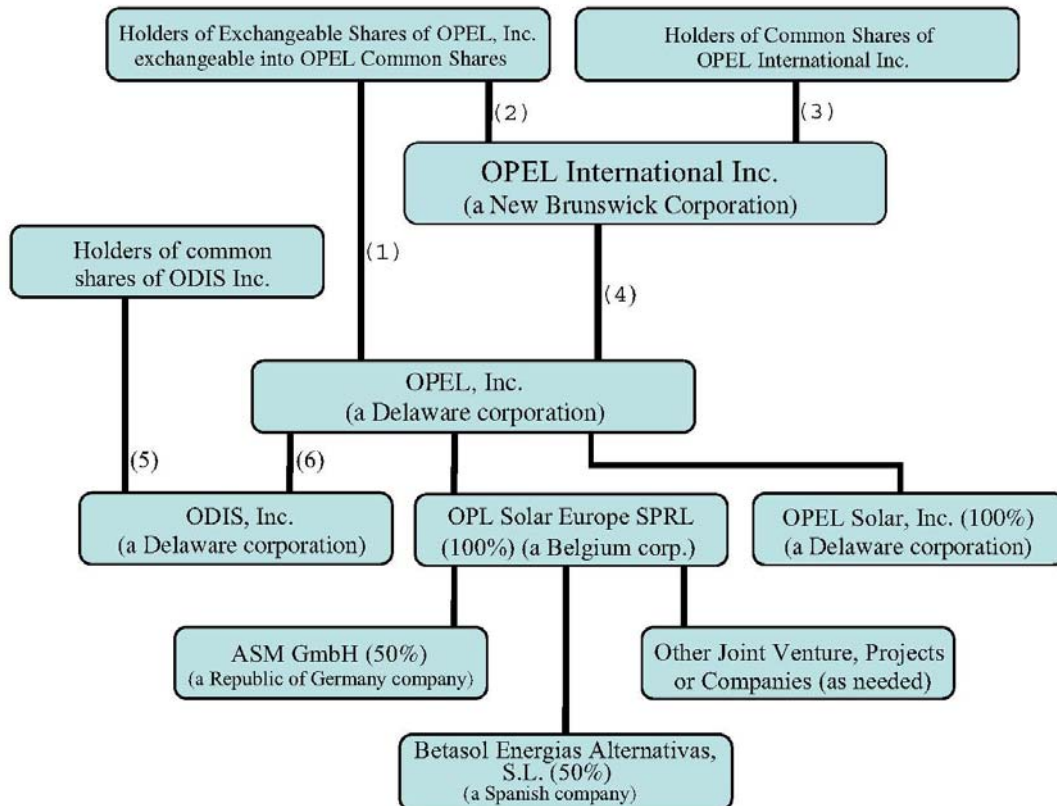 Holders of Exchangeable Shares of OPEL, Inc.
exchangeable into OPEL Common Shares
Holders of Common Shares of
OPEL International Inc.
(2)
(3)
OPEL International Inc.
(a New Brunswick Corporation)
Holders of common
shares of ODIS Inc.
(1)
(4)
OPEL, Inc.
(a Delaware corporation)
(5)
(6)
ODIS, Inc.
(a Delaware corporation)
OPL Solar Europe SPRL
(100%) (a Belgium corp.)
OPEL Solar, Inc. (100%)
(a Delaware corporation)
ASM GmbH (50%)
(a Republic of Germany company)
Other Joint Venture, Projects
or Companies (as needed)
Betasol Energias Alternativas,
S.L. (50%)
(a Spanish company)